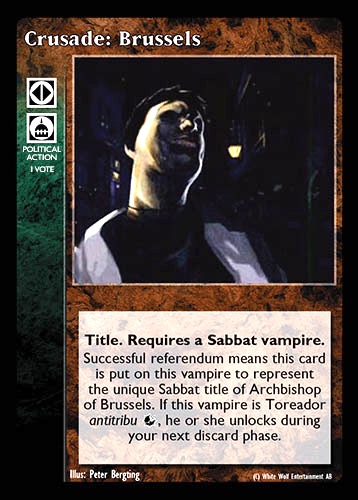 Crusade: Brussels
POLITICAL
ACTION
1 VOTE
Title. Requires a Sabbat vampire.
Successful referendum means this card
is put on this vampire to represent
the unique Sabbat title of Archbishop
of Brussels. If this vampire is Toreador
antitribu , he or she unlocks during
your next discard phase.
Illus: Peter Bergting
(C) White Wolf Entertainment AB